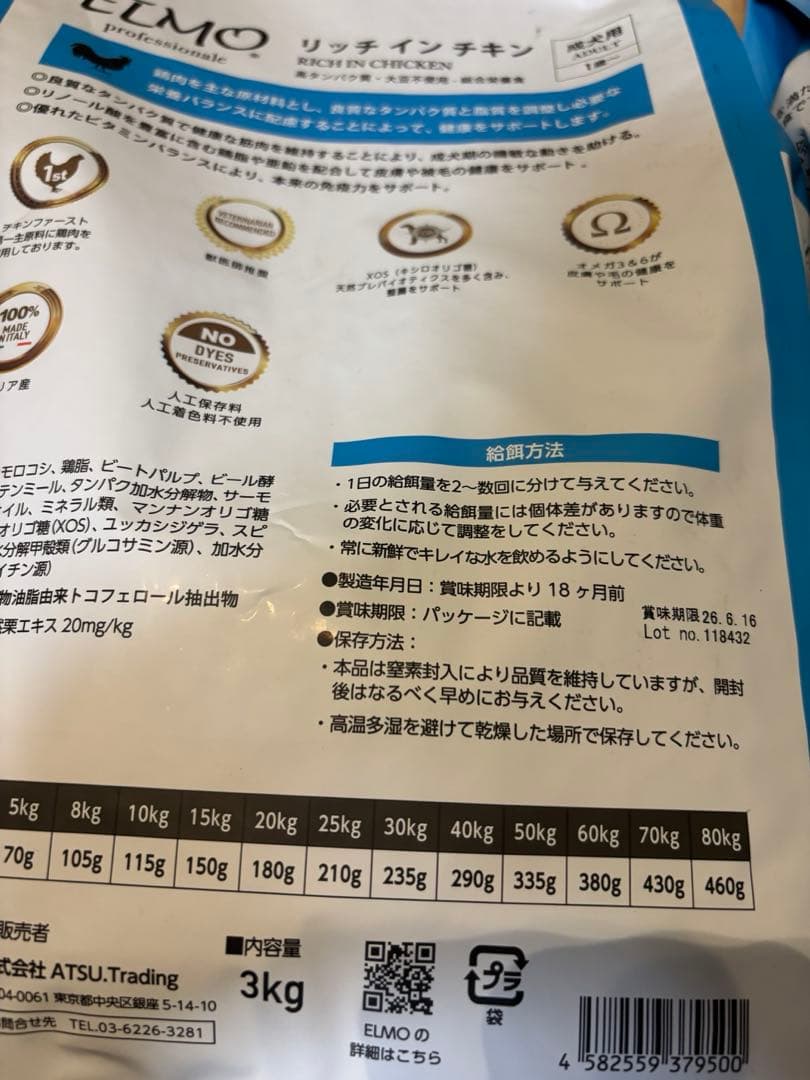 ELMO
professionale
リッチ イン チキン
RICH IN CHICKEN
高タンパク質・大豆不使用・総合栄養食
成犬用
ADULT
1歳〜
鶏肉を主な原材料とし、良質なタンパク質と脂質を調整し必要な
栄養バランスに配慮することによって、健康をサポートします。
◎良質なタンパク質で健康な筋肉を維持することにより、成犬期の機敏な動きを助ける。
◎リノール酸を豊富に含む鶏脂や亜鉛を配合して皮膚や被毛の健康をサポート。
◎優れたビタミンバランスにより、本来の免疫力をサポート。
1st
チキンファースト
第一主原料に鶏肉を
用しております。
VETERINARIAN
RECOMMENDED
獣医師推薦
XOS（キシロオリゴ糖）
天然プレバイオティクスを多く含み、
整腸をサポート
Ω
オメガ3＆6が
皮膚や毛の健康を
サポート
100%
MADE
IN ITALY
リア産
NO
DYES
PRESERVATIVES
人工保存料
人工着色料不使用
モロコシ、鶏脂、ビートパルプ、ビール酵
テンミール、タンパク加水分解物、サーモ
イル、ミネラル類、マンナンオリゴ糖
オリゴ糖(XOS)、ユッカシジゲラ、スピ
分解甲殻類(グルコサミン源)、加水分
イチン源)
物油脂由来トコフェロール抽出物
栗エキス 20mg/kg
給餌方法
・1日の給餌量を2〜数回に分けて与えてください。
・必要とされる給餌量には個体差がありますので体重
の変化に応じて調整をしてください。
・常に新鮮でキレイな水を飲めるようにしてください。
●製造年月日：賞味期限より 18 ヶ月前
●賞味期限：パッケージに記載
賞味期限26.6.16
Lot no.118432
●保存方法：
・本品は窒素封入により品質を維持していますが、開封
後はなるべく早めにお与えください。
・高温多湿を避けて乾燥した場所で保存してください。
5kg 8kg 10kg 15kg 20kg 25kg 30kg 40kg 50kg 60kg 70kg 80kg
70g 105g 115g 150g 180g 210g 235g 290g 335g 380g 430g 460g
販売者
式会社 ATSU.Trading
04-0061 東京都中央区銀座 5-14-10
問合せ先 TEL.03-6226-3281
■内容量
3kg
ELMO の
詳細はこちら
プラ
袋
4 582559 379500